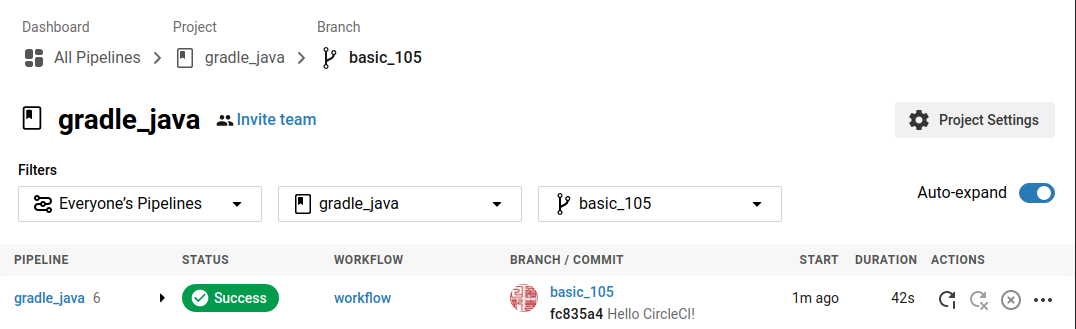 Dashboard Project Branch
All Pipelines gradle_java basic_105
gradle_java Invite team Project Settings
Filters
Everyone’s Pipelines gradle_java basic_105 Auto-expand
PIPELINE STATUS WORKFLOW BRANCH / COMMIT START DURATION ACTIONS
gradle_java 6 Success workflow basic_105 1m ago 42s
fc835a4 Hello CircleCI!